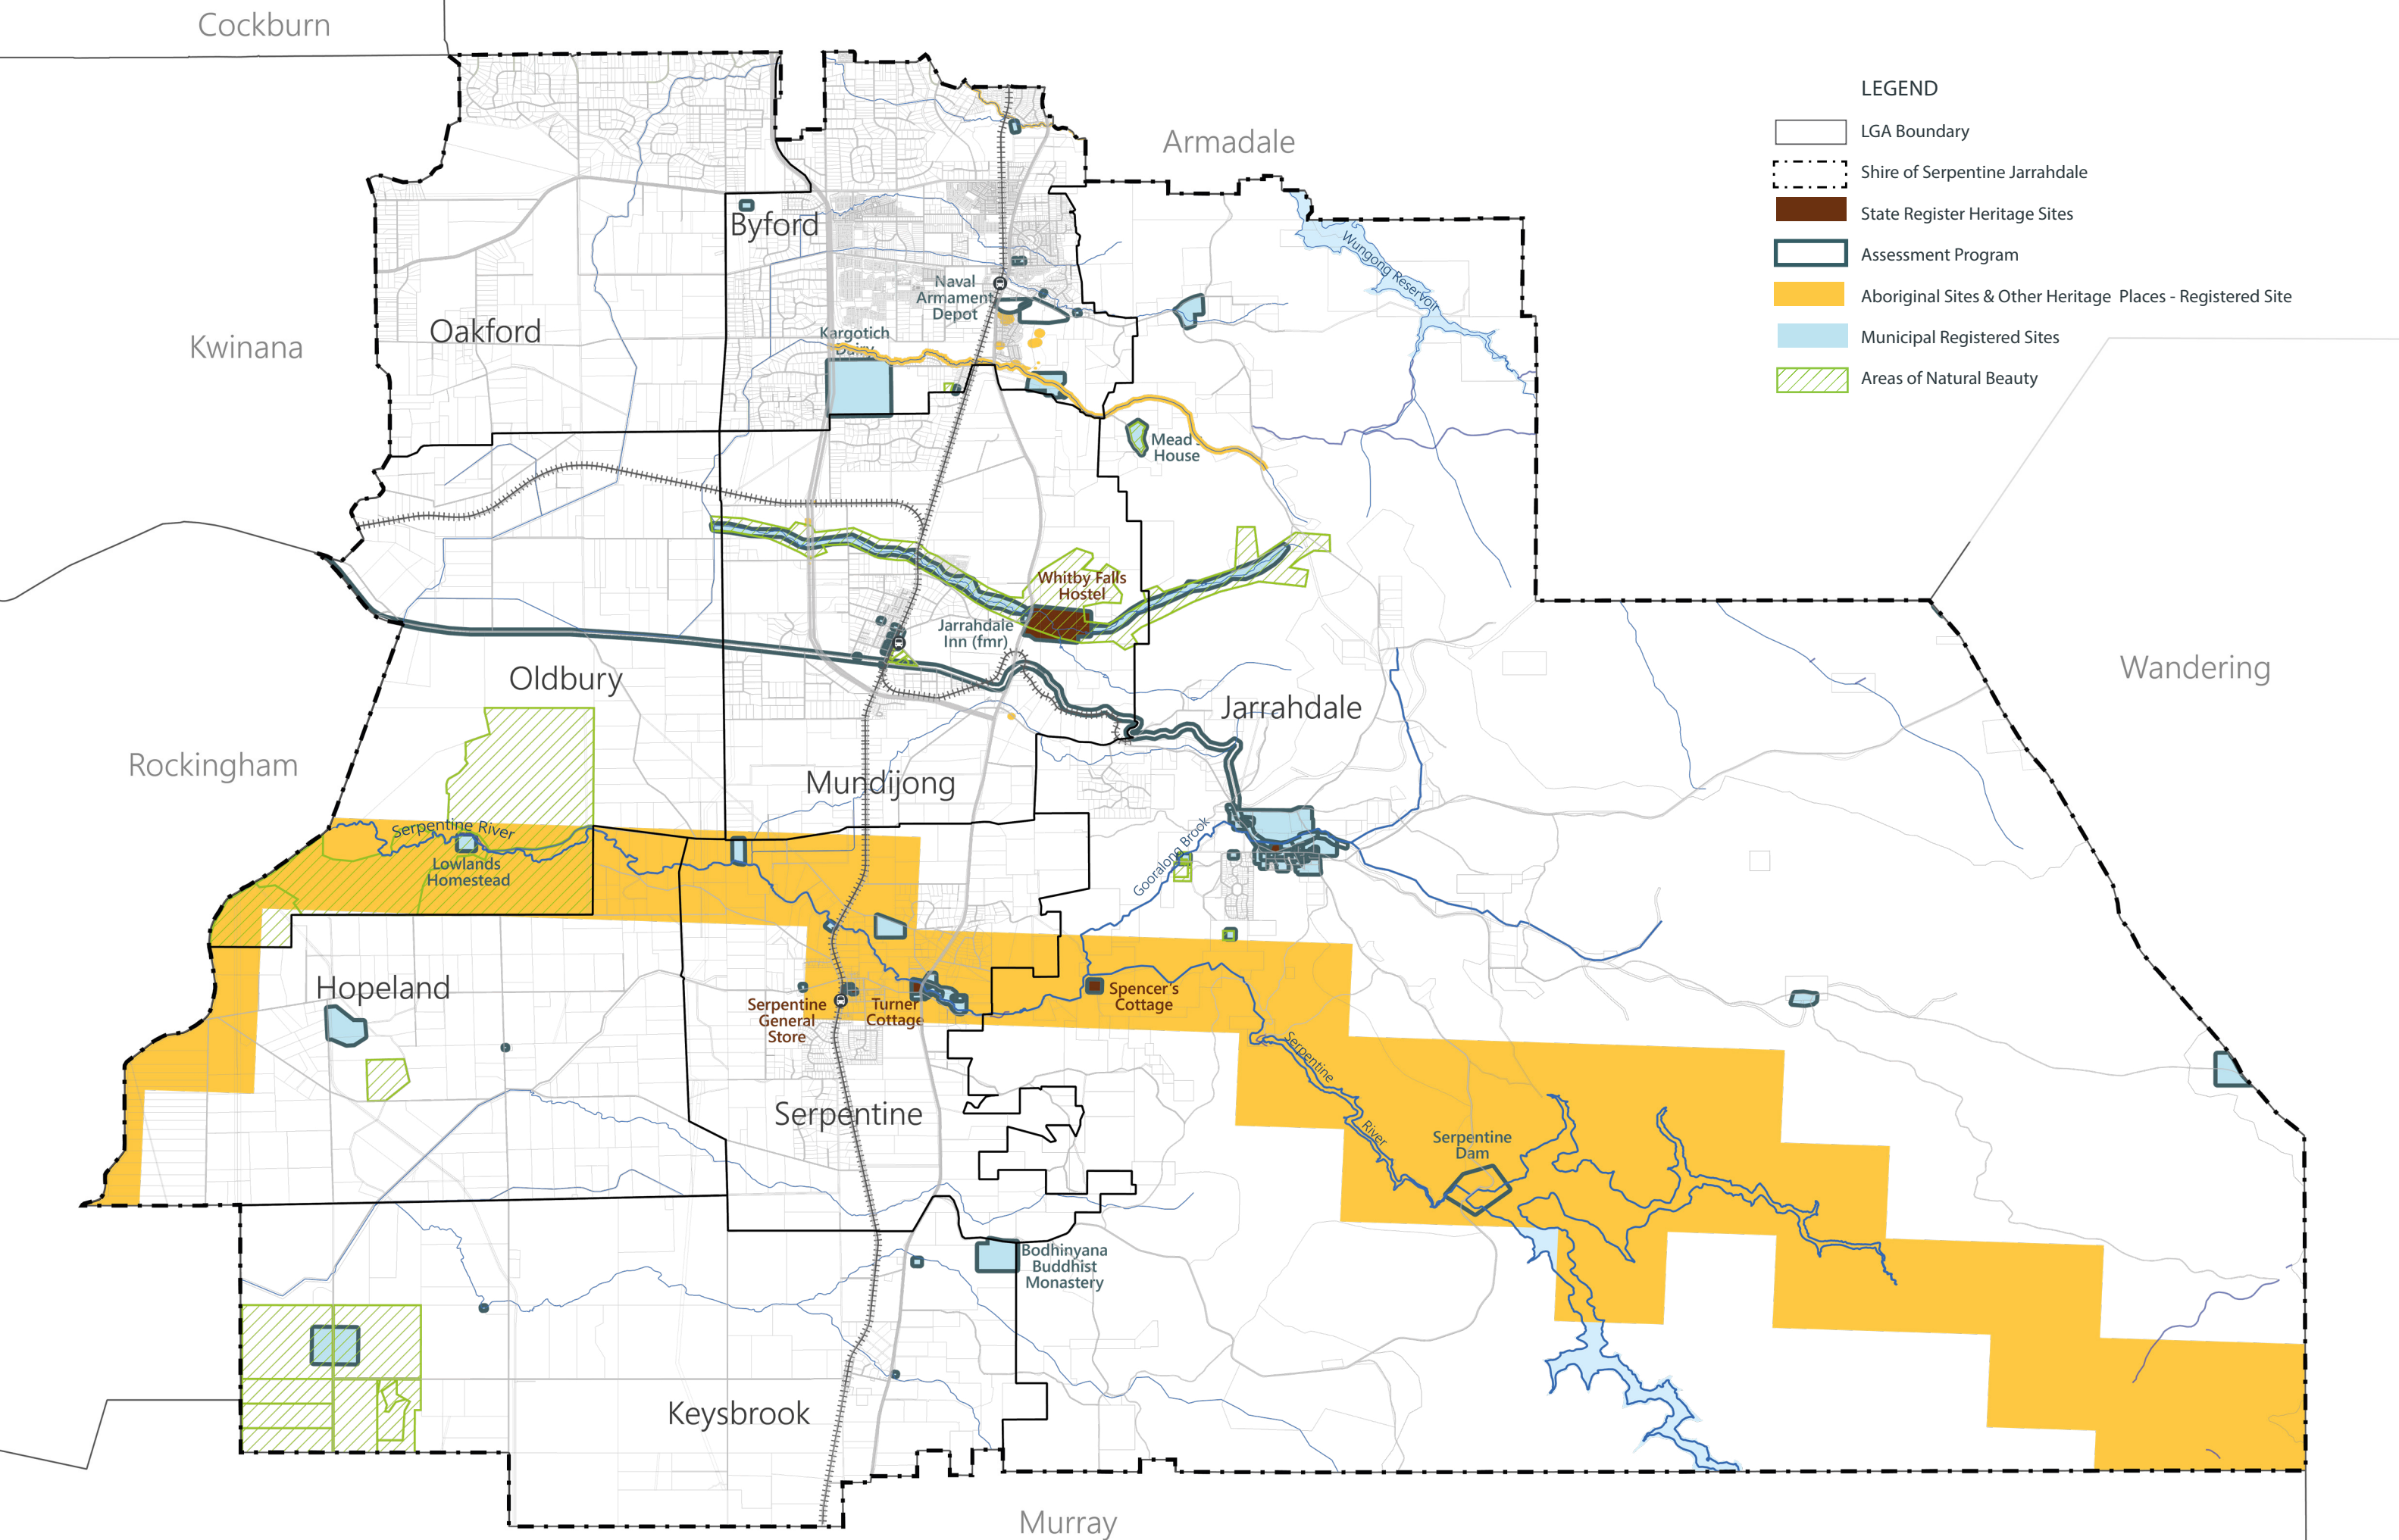 Cockburn
LEGEND
LGA Boundary
Shire of Serpentine Jarrahdale
State Register Heritage Sites
Assessment Program
Aboriginal Sites & Other Heritage Places - Registered Site
Municipal Registered Sites
Areas of Natural Beauty
Armadale
Byford
Wungong Reservoir
Naval
Armament
Depot
Oakford
Kwinana
Kargotich
Dairy
Mead
House
Whitby Falls
Hostel
Jarrahdale
Inn (fmr)
Oldbury
Jarrahdale
Wandering
Rockingham
Mundijong
Serpentine River
Gooralong Brook
Lowlands
Homestead
Hopeland
Serpentine
General
Store
Turner
Cottage
Spencer's
Cottage
Serpentine
River
Serpentine
Serpentine
Dam
Bodhinyana
Buddhist
Monastery
Keysbrook
Murray